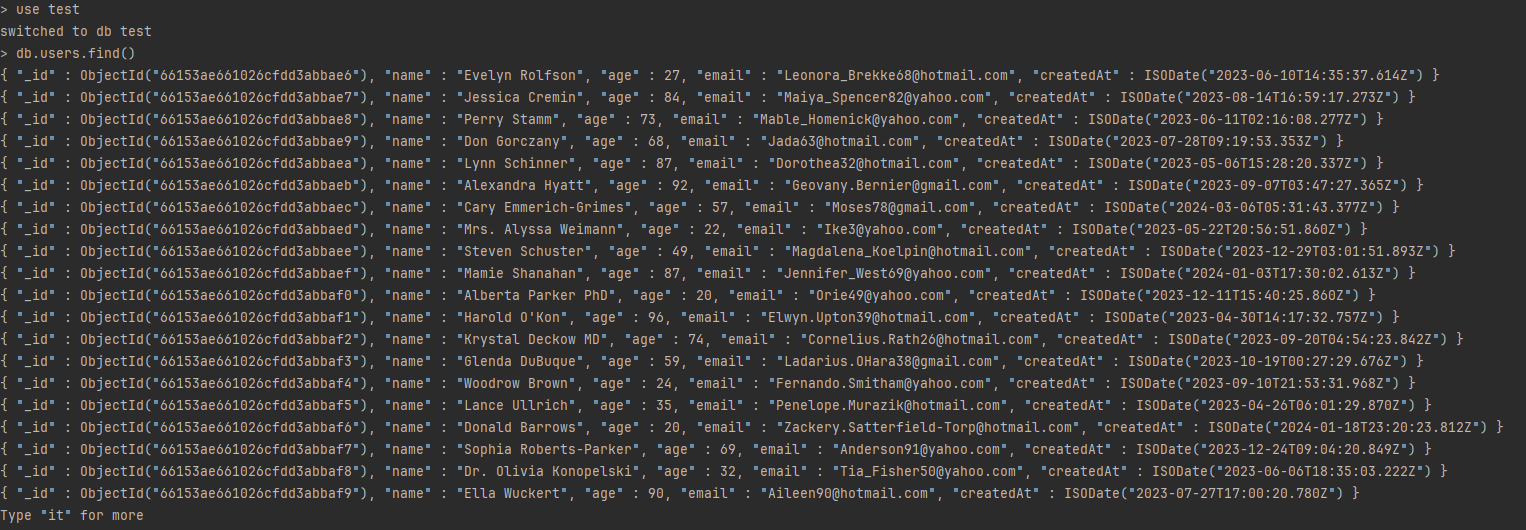 > use test
switched to db test
> db.users.find()
{ "_id" : ObjectId("66153ae661026cfdd3abbae6"), "name" : "Evelyn Rolfson", "age" : 27, "email" : "Leonora_Brekke68@hotmail.com", "createdAt" : ISODate("2023-06-10T14:35:37.614Z") }
{ "_id" : ObjectId("66153ae661026cfdd3abbae7"), "name" : "Jessica Cremin", "age" : 84, "email" : "Maiya_Spencer82@yahoo.com", "createdAt" : ISODate("2023-08-14T16:59:17.273Z") }
{ "_id" : ObjectId("66153ae661026cfdd3abbae8"), "name" : "Perry Stamm", "age" : 73, "email" : "Mable_Homenick@yahoo.com", "createdAt" : ISODate("2023-06-11T02:16:08.277Z") }
{ "_id" : ObjectId("66153ae661026cfdd3abbae9"), "name" : "Don Gorczany", "age" : 68, "email" : "Jada63@hotmail.com", "createdAt" : ISODate("2023-07-28T09:19:53.353Z") }
{ "_id" : ObjectId("66153ae661026cfdd3abbaea"), "name" : "Lynn Schinner", "age" : 87, "email" : "Dorothea32@hotmail.com", "createdAt" : ISODate("2023-05-06T15:28:20.337Z") }
{ "_id" : ObjectId("66153ae661026cfdd3abbaeb"), "name" : "Alexandra Hyatt", "age" : 92, "email" : "Geovany.Bernier@gmail.com", "createdAt" : ISODate("2023-09-07T03:47:27.365Z") }
{ "_id" : ObjectId("66153ae661026cfdd3abbaec"), "name" : "Cary Emmerich-Grimes", "age" : 57, "email" : "Moses78@gmail.com", "createdAt" : ISODate("2024-03-06T05:31:43.377Z") }
{ "_id" : ObjectId("66153ae661026cfdd3abbaed"), "name" : "Mrs. Alyssa Weimann", "age" : 22, "email" : "Ike3@yahoo.com", "createdAt" : ISODate("2023-05-22T20:56:51.860Z") }
{ "_id" : ObjectId("66153ae661026cfdd3abbaee"), "name" : "Steven Schuster", "age" : 49, "email" : "Magdalena_Koelpin@hotmail.com", "createdAt" : ISODate("2023-12-29T03:01:51.893Z") }
{ "_id" : ObjectId("66153ae661026cfdd3abbaef"), "name" : "Mamie Shanahan", "age" : 87, "email" : "Jennifer_West69@yahoo.com", "createdAt" : ISODate("2024-01-03T17:30:02.613Z") }
{ "_id" : ObjectId("66153ae661026cfdd3abbaf0"), "name" : "Alberta Parker PhD", "age" : 20, "email" : "Orie49@yahoo.com", "createdAt" : ISODate("2023-12-11T15:40:25.860Z") }
{ "_id" : ObjectId("66153ae661026cfdd3abbaf1"), "name" : "Harold O'Kon", "age" : 96, "email" : "Elwyn.Upton39@hotmail.com", "createdAt" : ISODate("2023-04-30T14:17:32.757Z") }
{ "_id" : ObjectId("66153ae661026cfdd3abbaf2"), "name" : "Krystal Deckow MD", "age" : 74, "email" : "Cornelius.Rath26@hotmail.com", "createdAt" : ISODate("2023-09-20T04:54:23.842Z") }
{ "_id" : ObjectId("66153ae661026cfdd3abbaf3"), "name" : "Glenda DuBuque", "age" : 59, "email" : "Ladarius.OHara38@gmail.com", "createdAt" : ISODate("2023-10-19T00:27:29.676Z") }
{ "_id" : ObjectId("66153ae661026cfdd3abbaf4"), "name" : "Woodrow Brown", "age" : 24, "email" : "Fernando.Smitham@yahoo.com", "createdAt" : ISODate("2023-09-10T21:53:31.968Z") }
{ "_id" : ObjectId("66153ae661026cfdd3abbaf5"), "name" : "Lance Ullrich", "age" : 35, "email" : "Penelope.Murazik@hotmail.com", "createdAt" : ISODate("2023-04-26T06:01:29.870Z") }
{ "_id" : ObjectId("66153ae661026cfdd3abbaf6"), "name" : "Donald Barrows", "age" : 20, "email" : "Zackery.Satterfield-Torp@hotmail.com", "createdAt" : ISODate("2024-01-18T23:20:23.812Z") }
{ "_id" : ObjectId("66153ae661026cfdd3abbaf7"), "name" : "Sophia Roberts-Parker", "age" : 69, "email" : "Anderson91@yahoo.com", "createdAt" : ISODate("2023-12-24T09:04:20.849Z") }
{ "_id" : ObjectId("66153ae661026cfdd3abbaf8"), "name" : "Dr. Olivia Konopelski", "age" : 32, "email" : "Tia_Fisher50@yahoo.com", "createdAt" : ISODate("2023-06-06T18:35:03.222Z") }
{ "_id" : ObjectId("66153ae661026cfdd3abbaf9"), "name" : "Ella Wuckert", "age" : 90, "email" : "Aileen90@hotmail.com", "createdAt" : ISODate("2023-07-27T17:00:20.780Z") }
Type "it" for more